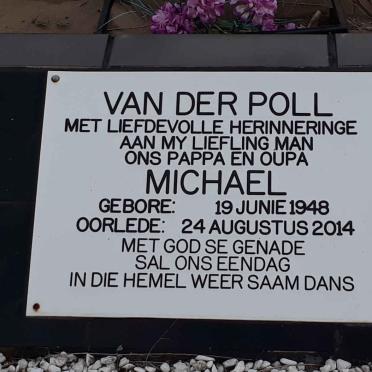 VAN DER POLL
MET LIEFDEVOLLE HERINNERINGE
AAN MY LIEFLING MAN
ONS PAPPA EN OUPA
MICHAEL
GEBORE: 19 JUNIE 1948
OORLEDE: 24 AUGUSTUS 2014
MET GOD SE GENADE
SAL ONS EENDAG
IN DIE HEMEL WEER SAAM DANS